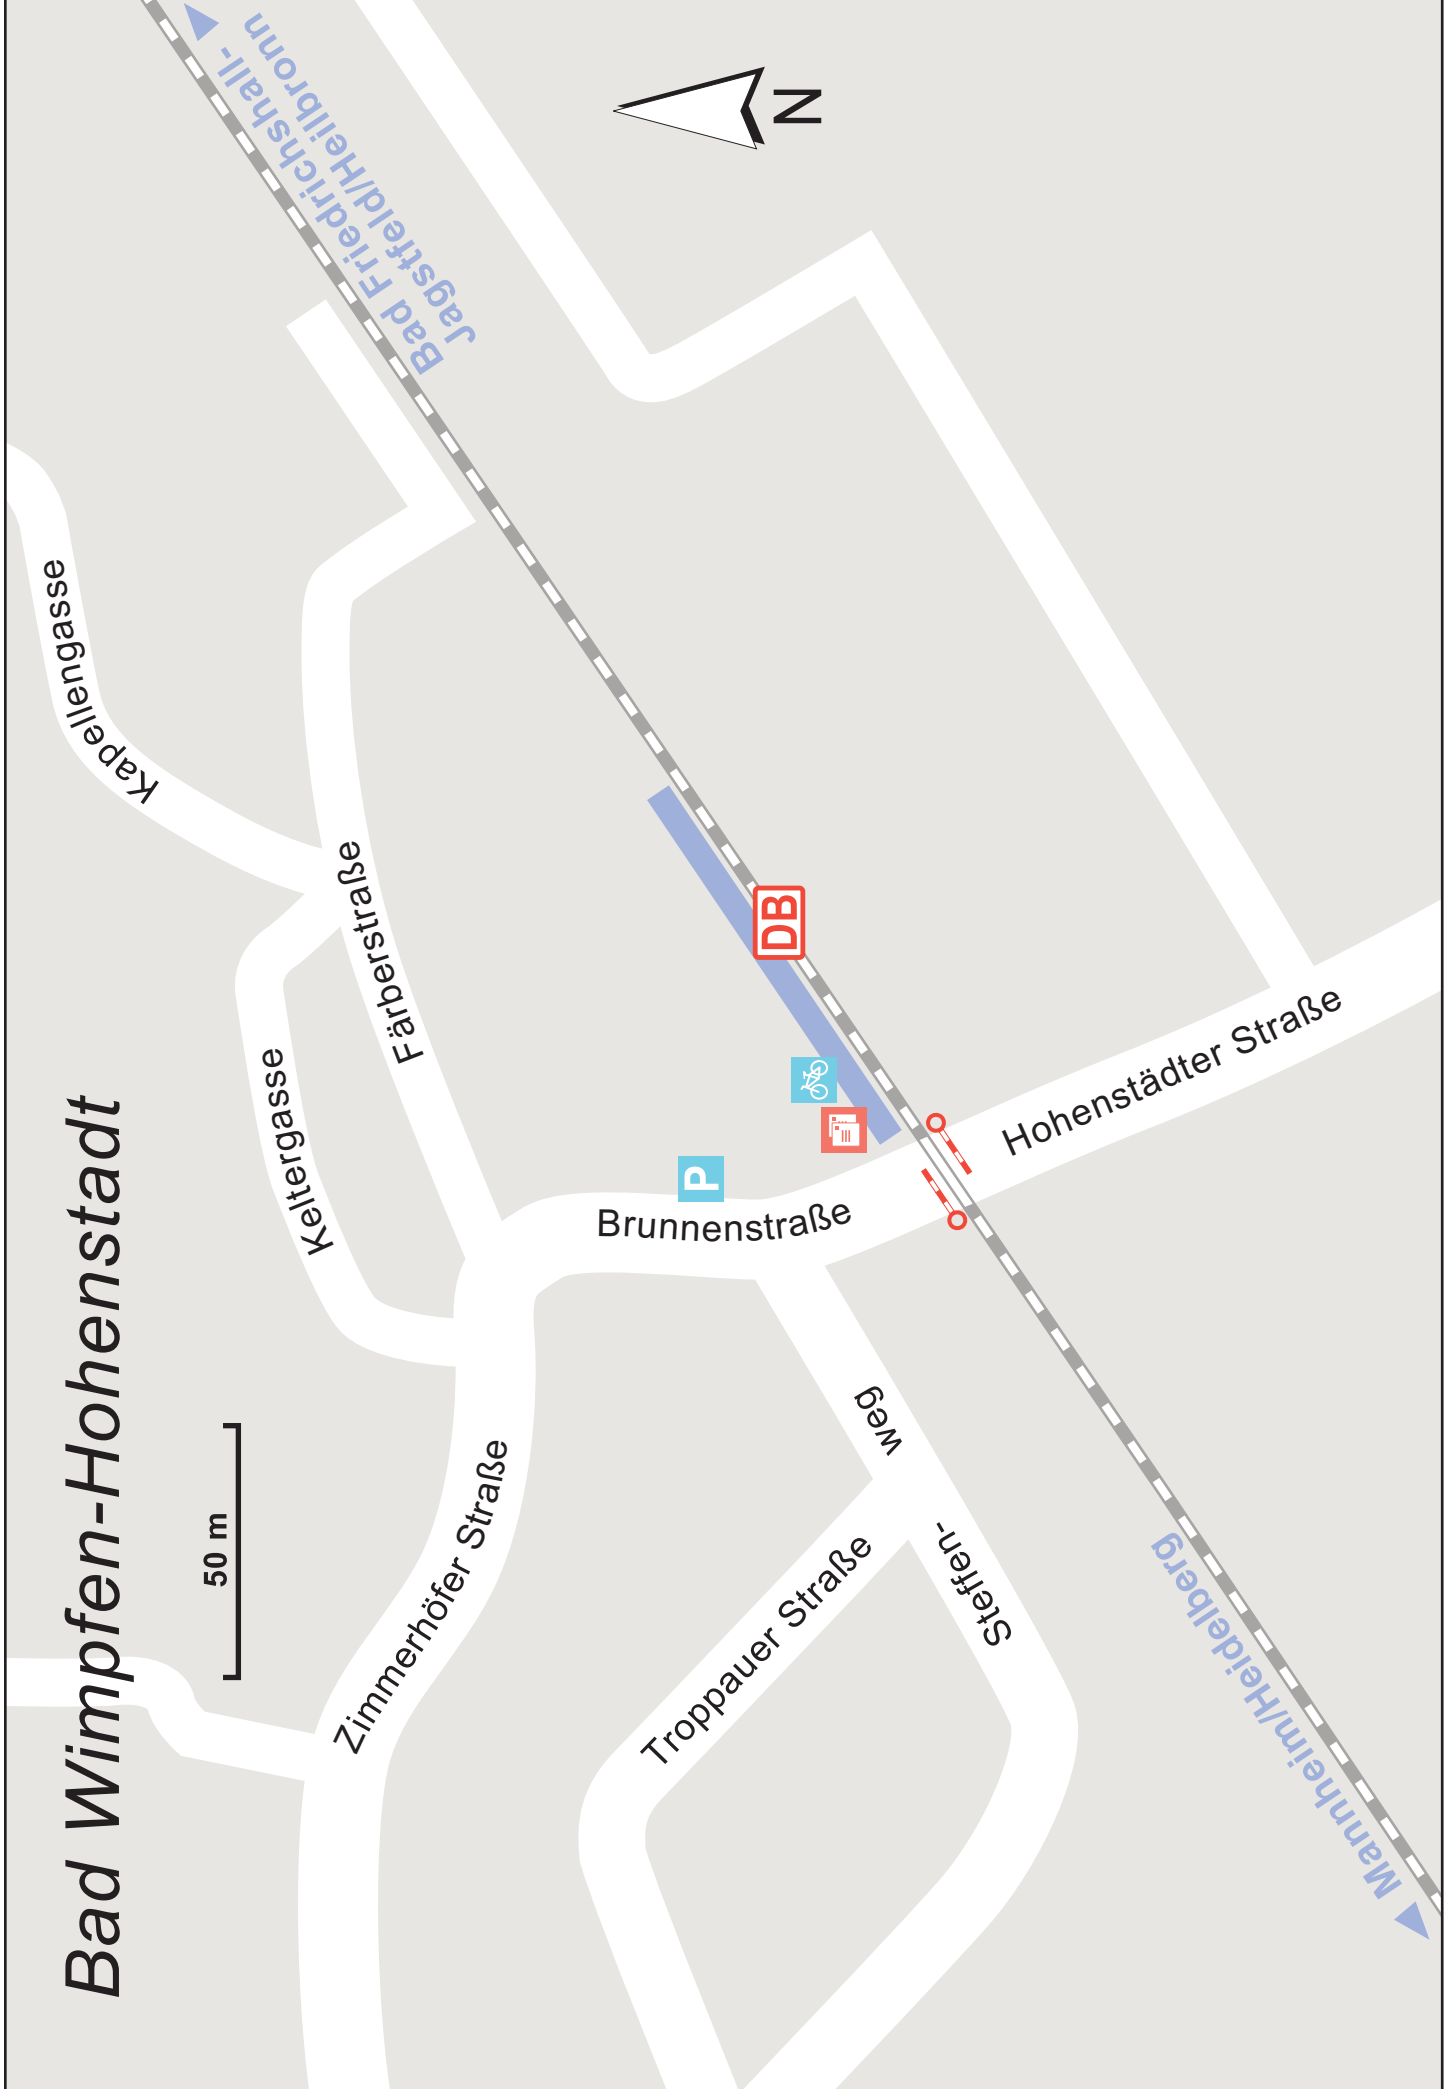 Bad Wimpfen-Hohenstadt
50 m
N
Bad Friedrichshall-
Jagstfeld/Heilbronn
Kapellengasse
Färberstraße
Keltergasse
Zimmerhöfer Straße
Brunnenstraße
P
DB
Hohenstädter Straße
Steffen-
weg
Troppauer Straße
Mannheim/Heidelberg